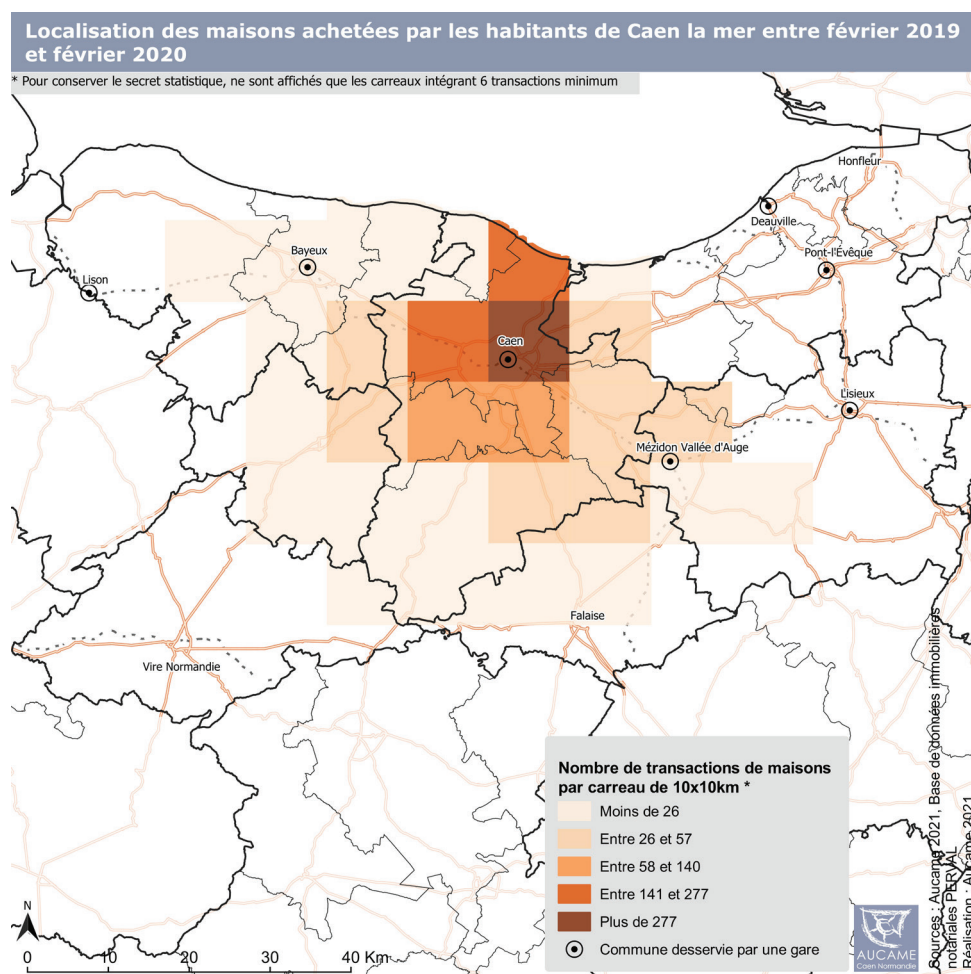 Localisation des maisons achetées par les habitants de Caen la mer entre février 2019
et février 2020
* Pour conserver le secret statistique, ne sont affichés que les carreaux intégrant 6 transactions minimum
Honfleur
Deauville
Bayeux
Pont-l'Évêque
Lison
Caen
Lisieux
Mézidon Vallée d'Auge
Falaise
Vire Normandie
Nombre de transactions de maisons
par carreau de 10x10km *
Moins de 26
Entre 26 et 57
Entre 58 et 140
Entre 141 et 277
Plus de 277
Commune desservie par une gare
N
0 10 20 30 40 Km
AUCAME
Caen Normandie
Sources : Aucame 2021, Base de données immobilières
notariales PERVAL
Réalisation : Aucame 2021